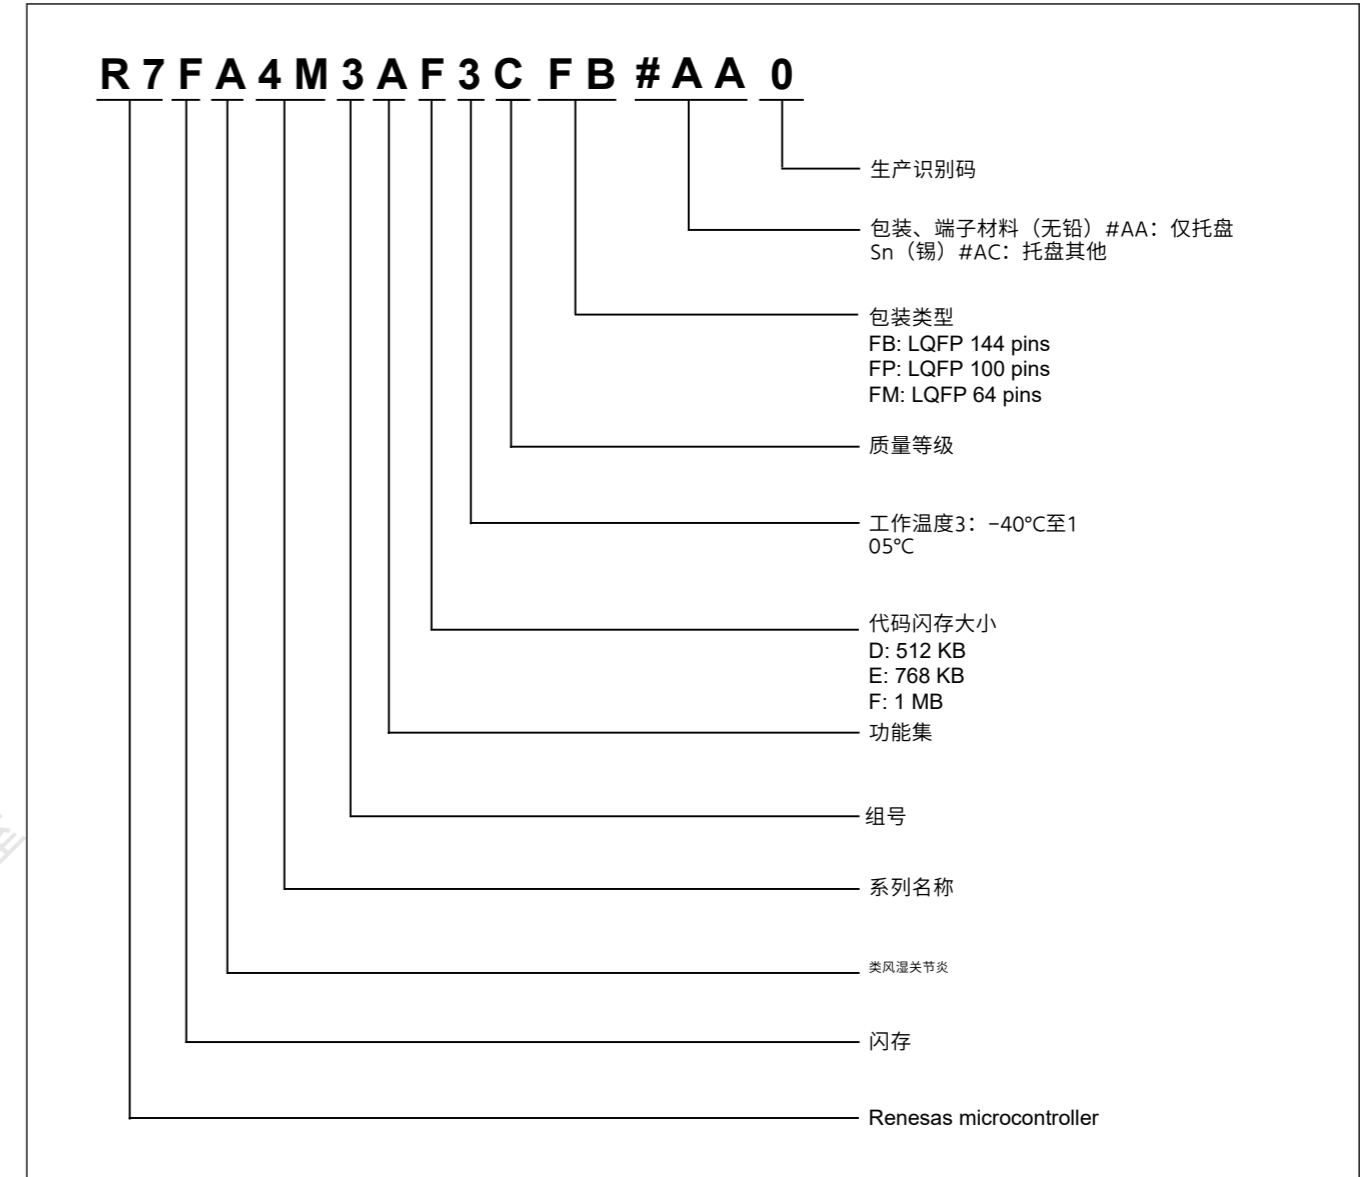 R7FA4M3AF3CFB#AA0
生产识别码
包装、端子材料（无铅）#AA：仅托盘
Sn（锡）#AC：托盘其他
包装类型
FB: LQFP 144 pins
FP: LQFP 100 pins
FM: LQFP 64 pins
质量等级
工作温度3：−40°C至1
05°C
代码闪存大小
D: 512 KB
E: 768 KB
F: 1 MB
功能集
组号
系列名称
类风湿关节炎
闪存
Renesas microcontroller